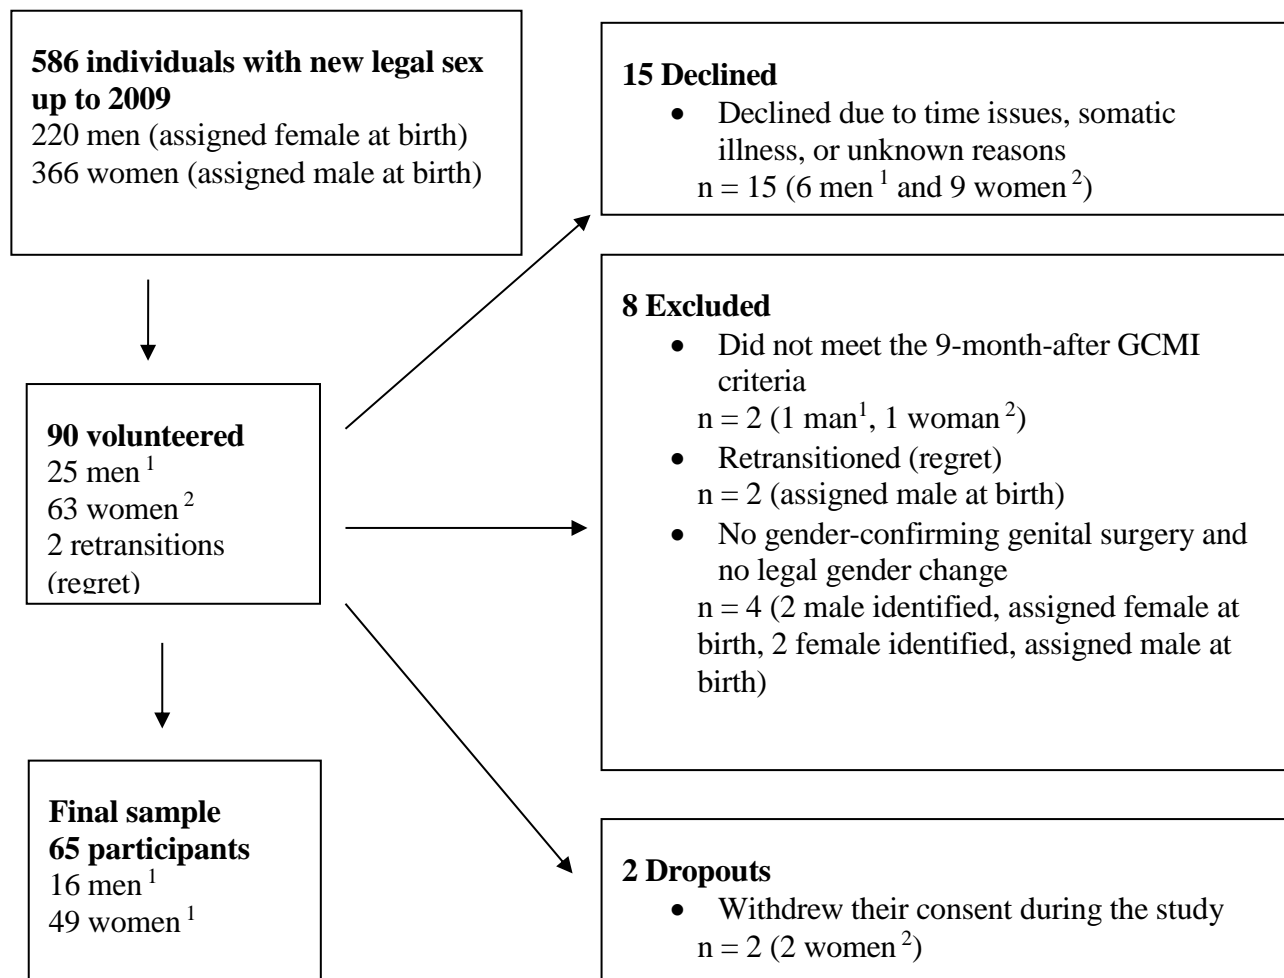 586 individuals with new legal sex
up to 2009
220 men (assigned female at birth)
366 women (assigned male at birth)
15 Declined
• Declined due to time issues, somatic
illness, or unknown reasons
n = 15 (6 men ¹ and 9 women ²)
90 volunteered
25 men ¹
63 women ²
2 retransitions
(regret)
8 Excluded
• Did not meet the 9-month-after GCMI
criteria
n = 2 (1 man¹, 1 woman ²)
• Retransitioned (regret)
n = 2 (assigned male at birth)
• No gender-confirming genital surgery and
no legal gender change
n = 4 (2 male identified, assigned female at
birth, 2 female identified, assigned male at
birth)
Final sample
65 participants
16 men ¹
49 women ¹
2 Dropouts
• Withdrew their consent during the study
n = 2 (2 women ²)